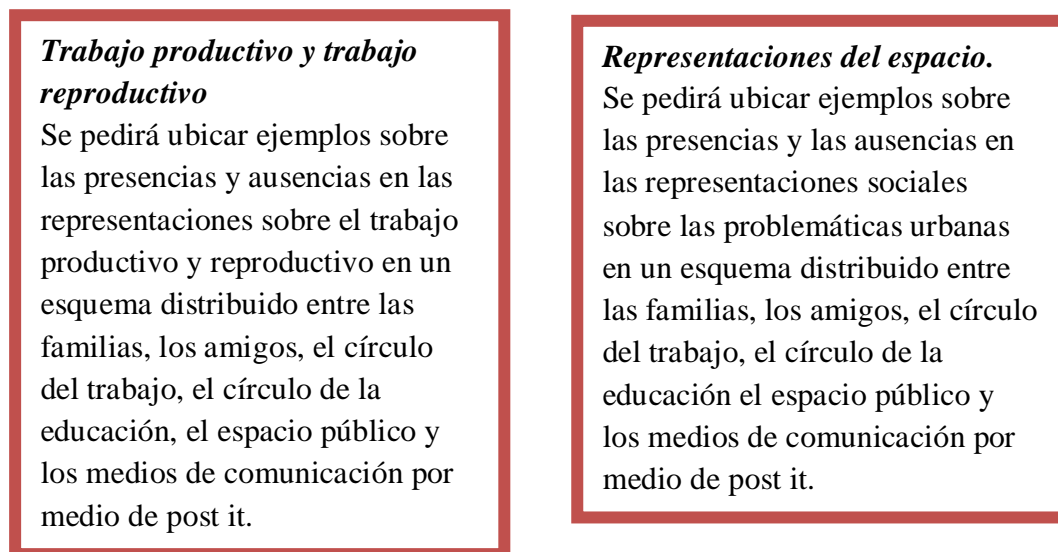 Trabajo productivo y trabajo
reproductivo
Se pedirá ubicar ejemplos sobre
las presencias y ausencias en las
representaciones sobre el trabajo
productivo y reproductivo en un
esquema distribuido entre las
familias, los amigos, el círculo
del trabajo, el círculo de la
educación, el espacio público y
los medios de comunicación por
medio de post it.
Representaciones del espacio.
Se pedirá ubicar ejemplos sobre
las presencias y las ausencias en
las representaciones sociales
sobre las problemáticas urbanas
en un esquema distribuido entre
las familias, los amigos, el círculo
del trabajo, el círculo de la
educación el espacio público y
los medios de comunicación por
medio de post it.